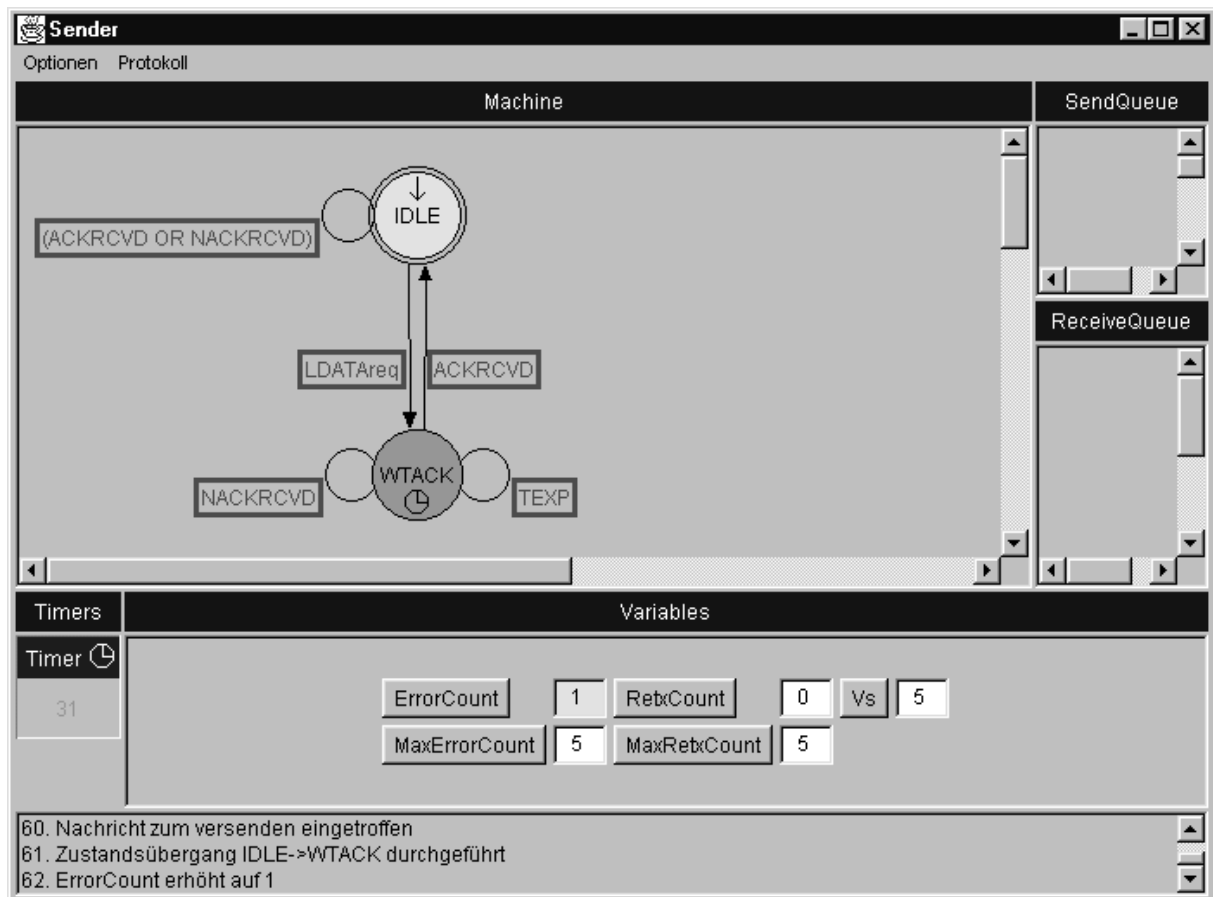 Sender
Optionen Protokoll
Machine
SendQueue
IDLE
(ACKRCVD OR NACKRCVD)
ReceiveQueue
LDATAreq
ACKRCVD
WTACK
NACKRCVD
TEXP
Timers
Variables
Timer
31
ErrorCount 1 RetxCount 0 Vs 5
MaxErrorCount 5 MaxRetxCount 5
60. Nachricht zum versenden eingetroffen
61. Zustandsübergang IDLE->WTACK durchgeführt
62. ErrorCount erhöht auf 1